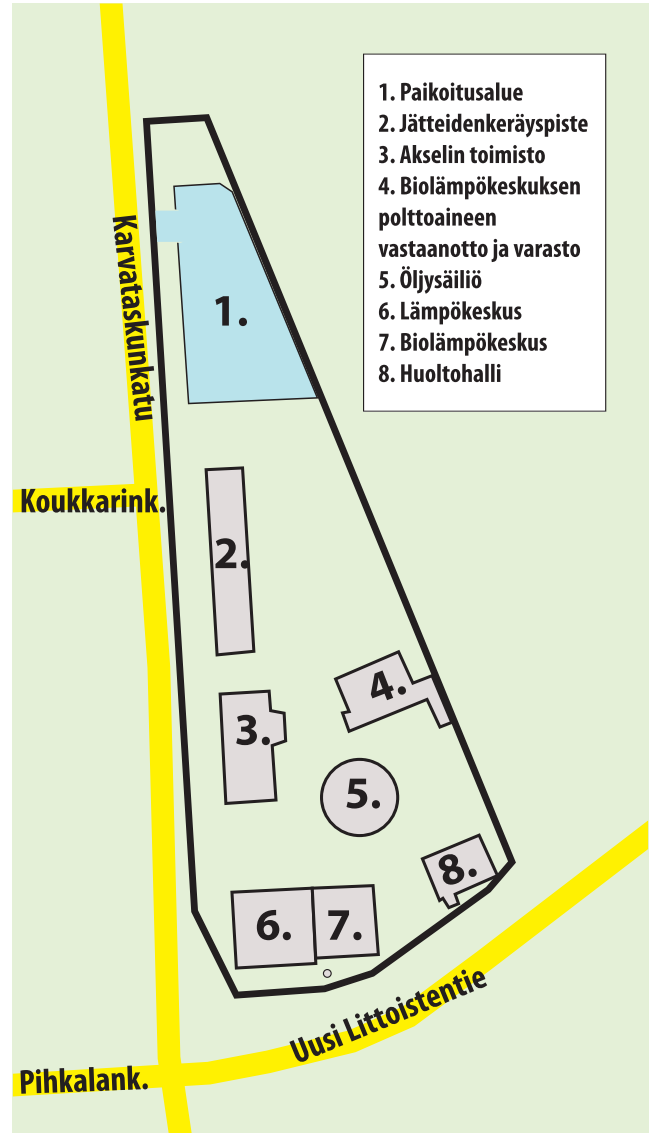 1. Paikoitusalue
2. Jätteidenkeräyspiste
3. Akselin toimisto
4. Biolämpökeskuksen
polttoaineen
vastaanotto ja varasto
5. Öljysäiliö
6. Lämpökeskus
7. Biolämpökeskus
8. Huoltohalli
Karvataskunkatu
1.
Koukkarink.
2.
4.
3.
5.
8.
6.
7.
Uusi Littoistentie
Pihkalank.